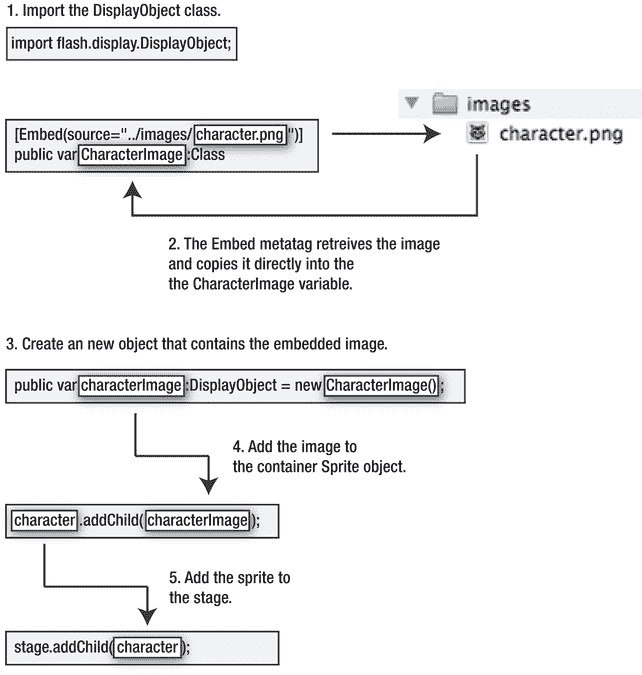 1. Import the DisplayObject class.
import flash.display.DisplayObject;
images
[Embed(source="../images/character.png")]
public var CharacterImage:Class
character.png
2. The Embed metatag retreives the image
and copies it directly into the
the CharacterImage variable.
3. Create an new object that contains the embedded image.
public var characterImage:DisplayObject = new CharacterImage();
4. Add the image to
the container Sprite object.
character.addChild(characterImage);
5. Add the sprite to
the stage.
stage.addChild(character);